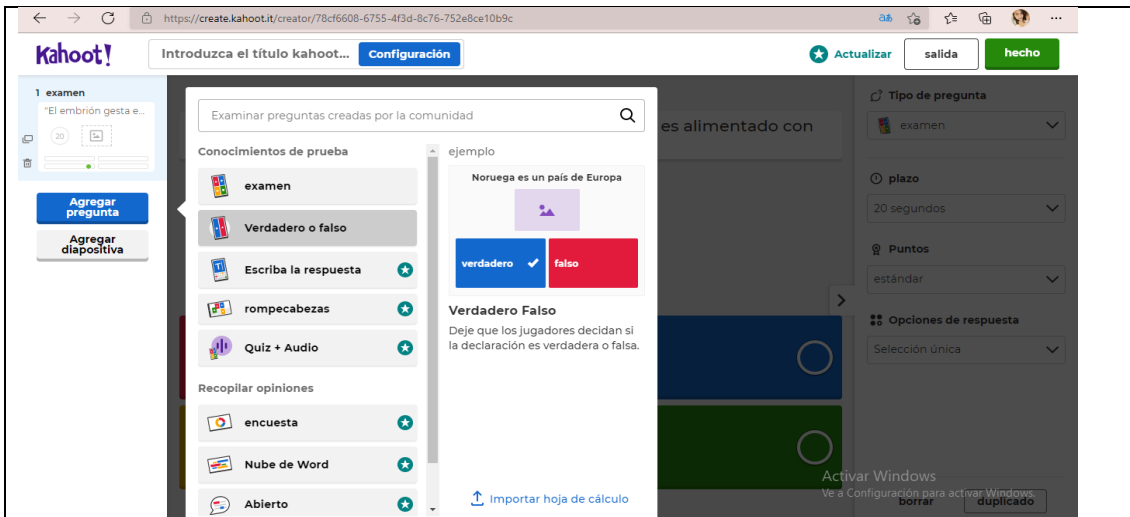 https://create.kahoot.it/creator/78cf6608-6755-4f3d-8c76-752e8ce10b9c
Kahoot!
Introduzca el título kahoot...
Configuración
Actualizar
salida
hecho
1 examen
"El embrión gesta e...
20
Agregar
pregunta
Agregar
diapositiva
Examinar preguntas creadas por la comunidad
Conocimientos de prueba
examen
Verdadero o falso
Escriba la respuesta
rompecabezas
Quiz + Audio
Recopilar opiniones
encuesta
Nube de Word
Abierto
ejemplo
Noruega es un país de Europa
verdadero
falso
Verdadero Falso
Deje que los jugadores decidan si
la declaración es verdadera o falsa.
Importar hoja de cálculo
es alimentado con
Tipo de pregunta
examen
plazo
20 segundos
Puntos
estándar
Opciones de respuesta
Selección única
Activar Windows
Ve a Configuración para activar Windows.
borrar
duplicado